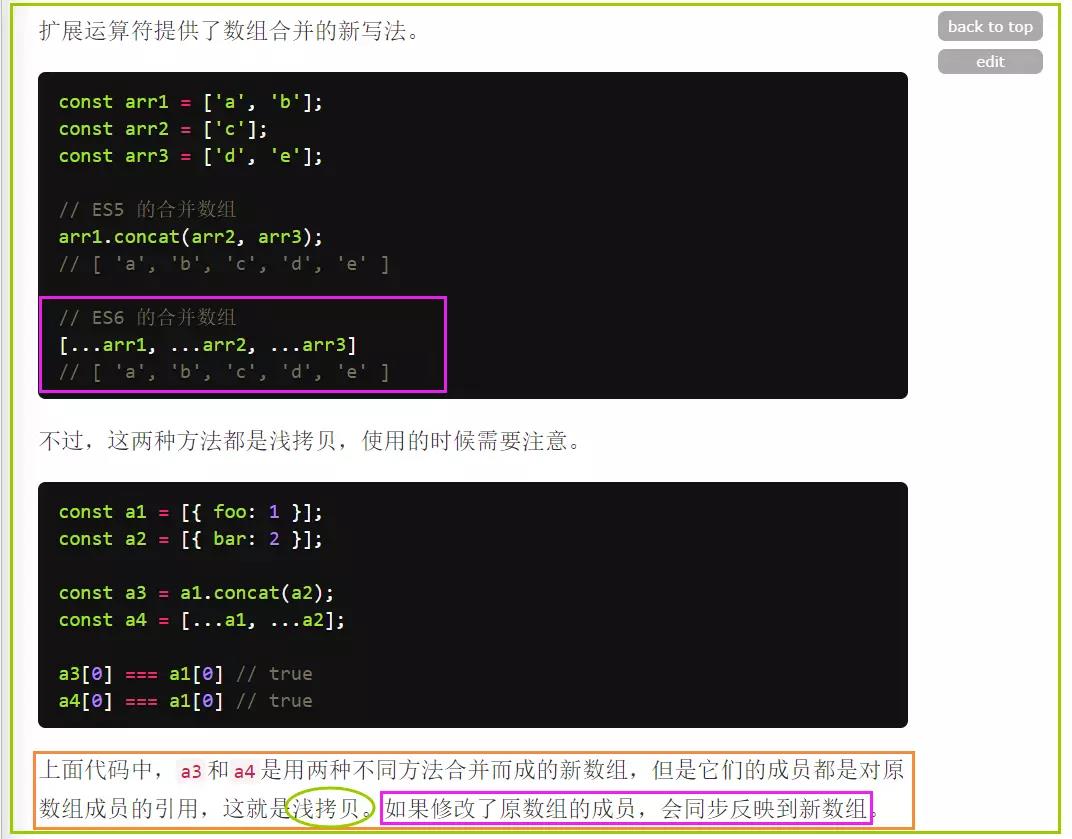 扩展运算符提供了数组合并的新写法。
back to top
edit
const arr1 = ['a', 'b'];
const arr2 = ['c'];
const arr3 = ['d', 'e'];
// ES5 的合并数组
arr1.concat(arr2, arr3);
// [ 'a', 'b', 'c', 'd', 'e' ]
// ES6 的合并数组
[...arr1, ...arr2, ...arr3]
// [ 'a', 'b', 'c', 'd', 'e' ]
不过，这两种方法都是浅拷贝，使用的时候需要注意。
const a1 = [{ foo: 1 }];
const a2 = [{ bar: 2 }];
const a3 = a1.concat(a2);
const a4 = [...a1, ...a2];
a3[0] === a1[0] // true
a4[0] === a1[0] // true
上面代码中，a3和a4是用两种不同方法合并而成的新数组，但是它们的成员都是对原
数组成员的引用，这就是浅拷贝。如果修改了原数组的成员，会同步反映到新数组。